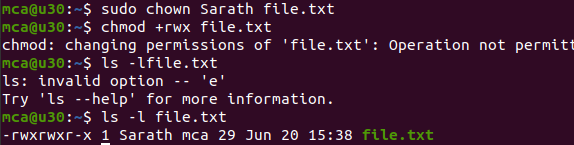 mca@u30:~$ sudo chown Sarath file.txt
mca@u30:~$ chmod +rwx file.txt
chmod: changing permissions of 'file.txt': Operation not permitt
mca@u30:~$ ls -lfile.txt
ls: invalid option -- 'e'
Try 'ls --help' for more information.
mca@u30:~$ ls -l file.txt
-rwxrwxr-x 1 Sarath mca 29 Jun 20 15:38 file.txt